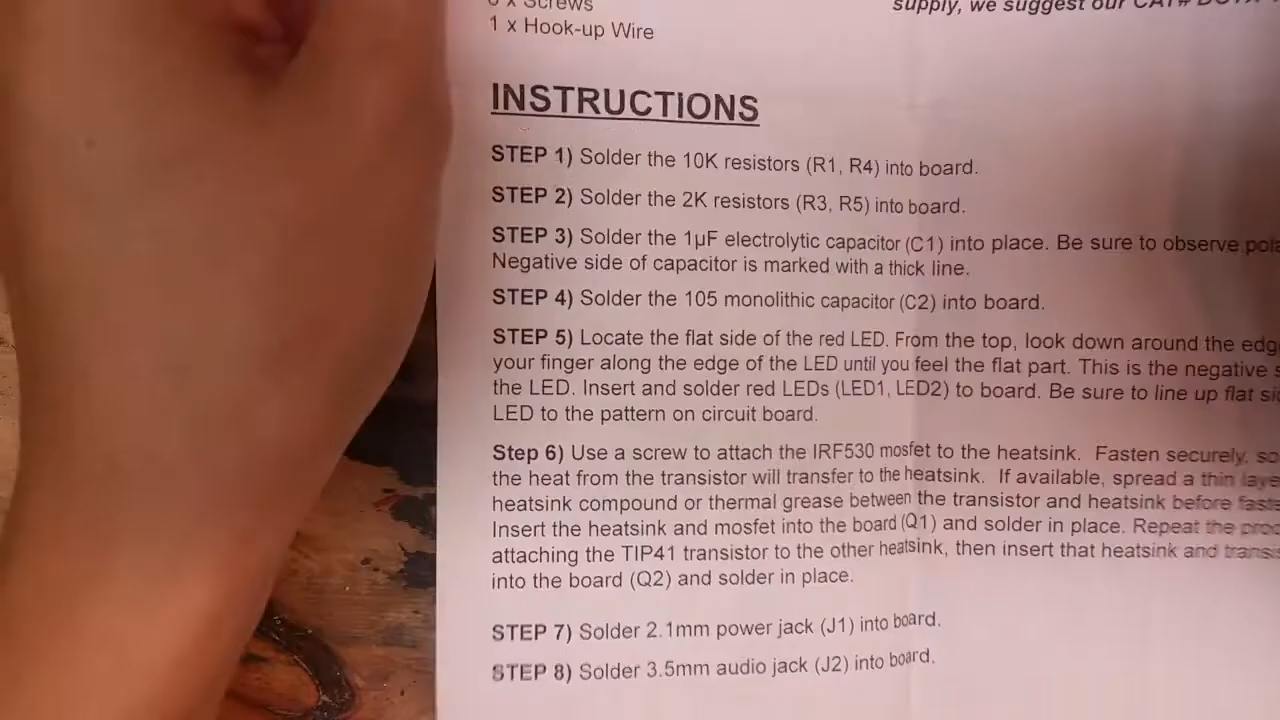 x Screws
supply, we suggest our CAT#
1 x Hook-up Wire
INSTRUCTIONS
STEP 1) Solder the 10K resistors (R1, R4) into board.
STEP 2) Solder the 2K resistors (R3, R5) into board.
STEP 3) Solder the 1µF electrolytic capacitor (C1) into place. Be sure to observe
Negative side of capacitor is marked with a thick line.
STEP 4) Solder the 105 monolithic capacitor (C2) into board.
STEP 5) Locate the flat side of the red LED. From the top, look down around the edg
your finger along the edge of the LED until you feel the flat part. This is the negative
the LED. Insert and solder red LEDs (LED1, LED2) to board. Be sure to line up flat
LED to the pattern on circuit board.
Step 6) Use a screw to attach the IRF530 mosfet to the heatsink. Fasten securely, so
the heat from the transistor will transfer to the heatsink. If available, spread a thin laye
heatsink compound or thermal grease between the transistor and heatsink before
Insert the heatsink and mosfet into the board (Q1) and solder in place. Repeat the
attaching the TIP41 transistor to the other heatsink, then insert that heatsink and
into the board (Q2) and solder in place.
STEP 7) Solder 2.1mm power jack (J1) into board.
STEP 8) Solder 3.5mm audio jack (J2) into board.